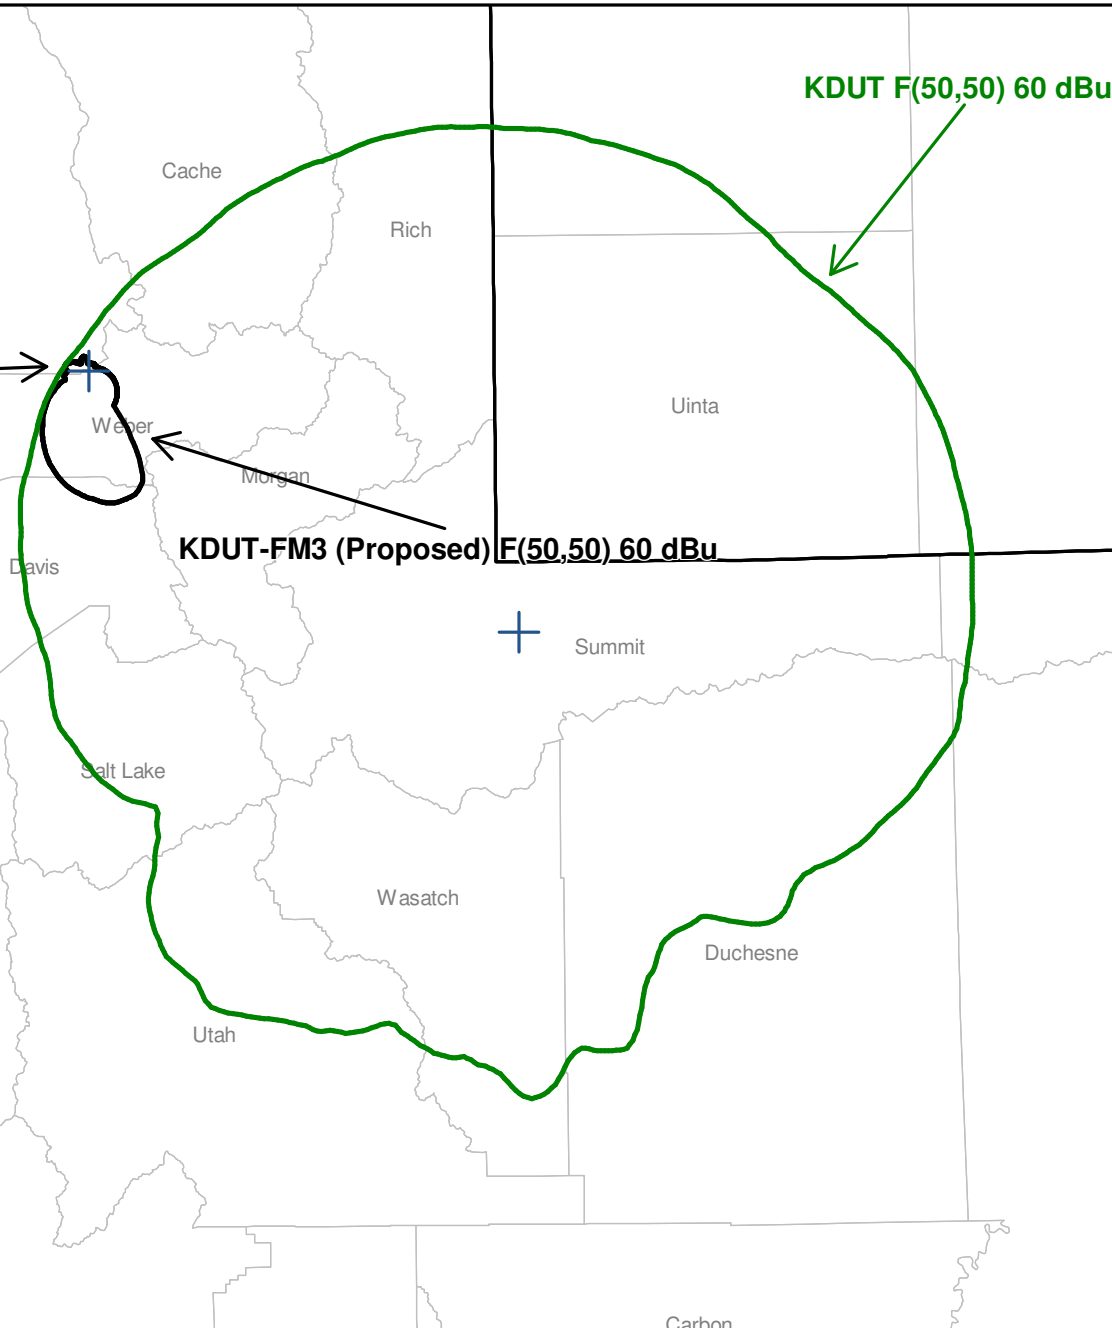 KDUT F(50,50) 60 dBu
Cache
Rich
Uinta
Weber
Morgan
KDUT-FM3 (Proposed) F(50,50) 60 dBu
Davis
Summit
Salt Lake
Wasatch
Duchesne
Utah
Carbon